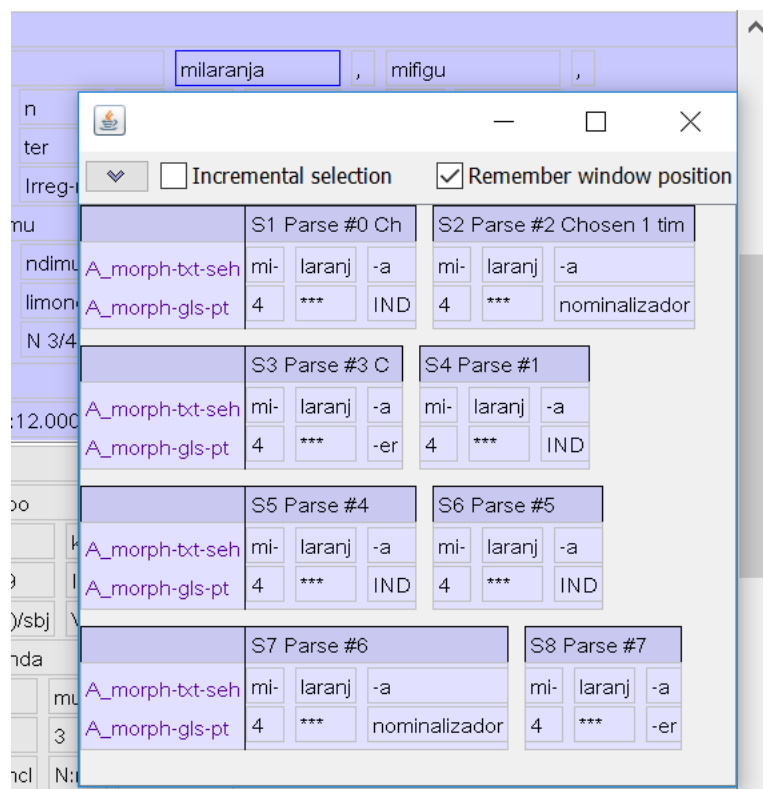 milaranja , mifigu ,
n
ter
Incremental selection Remember window position
S1 Parse #0 Ch S2 Parse #2 Chosen 1 tim
A_morph-txt-seh mi- laranj -a mi- laranj -a
A_morph-gls-pt 4 *** IND 4 *** nominalizador
N 3/4
S3 Parse #3 C S4 Parse #1
A_morph-txt-seh mi- laranj -a mi- laranj -a
:12.000
A_morph-gls-pt 4 *** -er 4 *** IND
S5 Parse #4 S6 Parse #5
A_morph-txt-seh mi- laranj -a mi- laranj -a
A_morph-gls-pt 4 *** IND 4 *** IND
)/sbj
S7 Parse #6 S8 Parse #7
A_morph-txt-seh mi- laranj -a mi- laranj -a
3
A_morph-gls-pt 4 *** nominalizador 4 *** -er